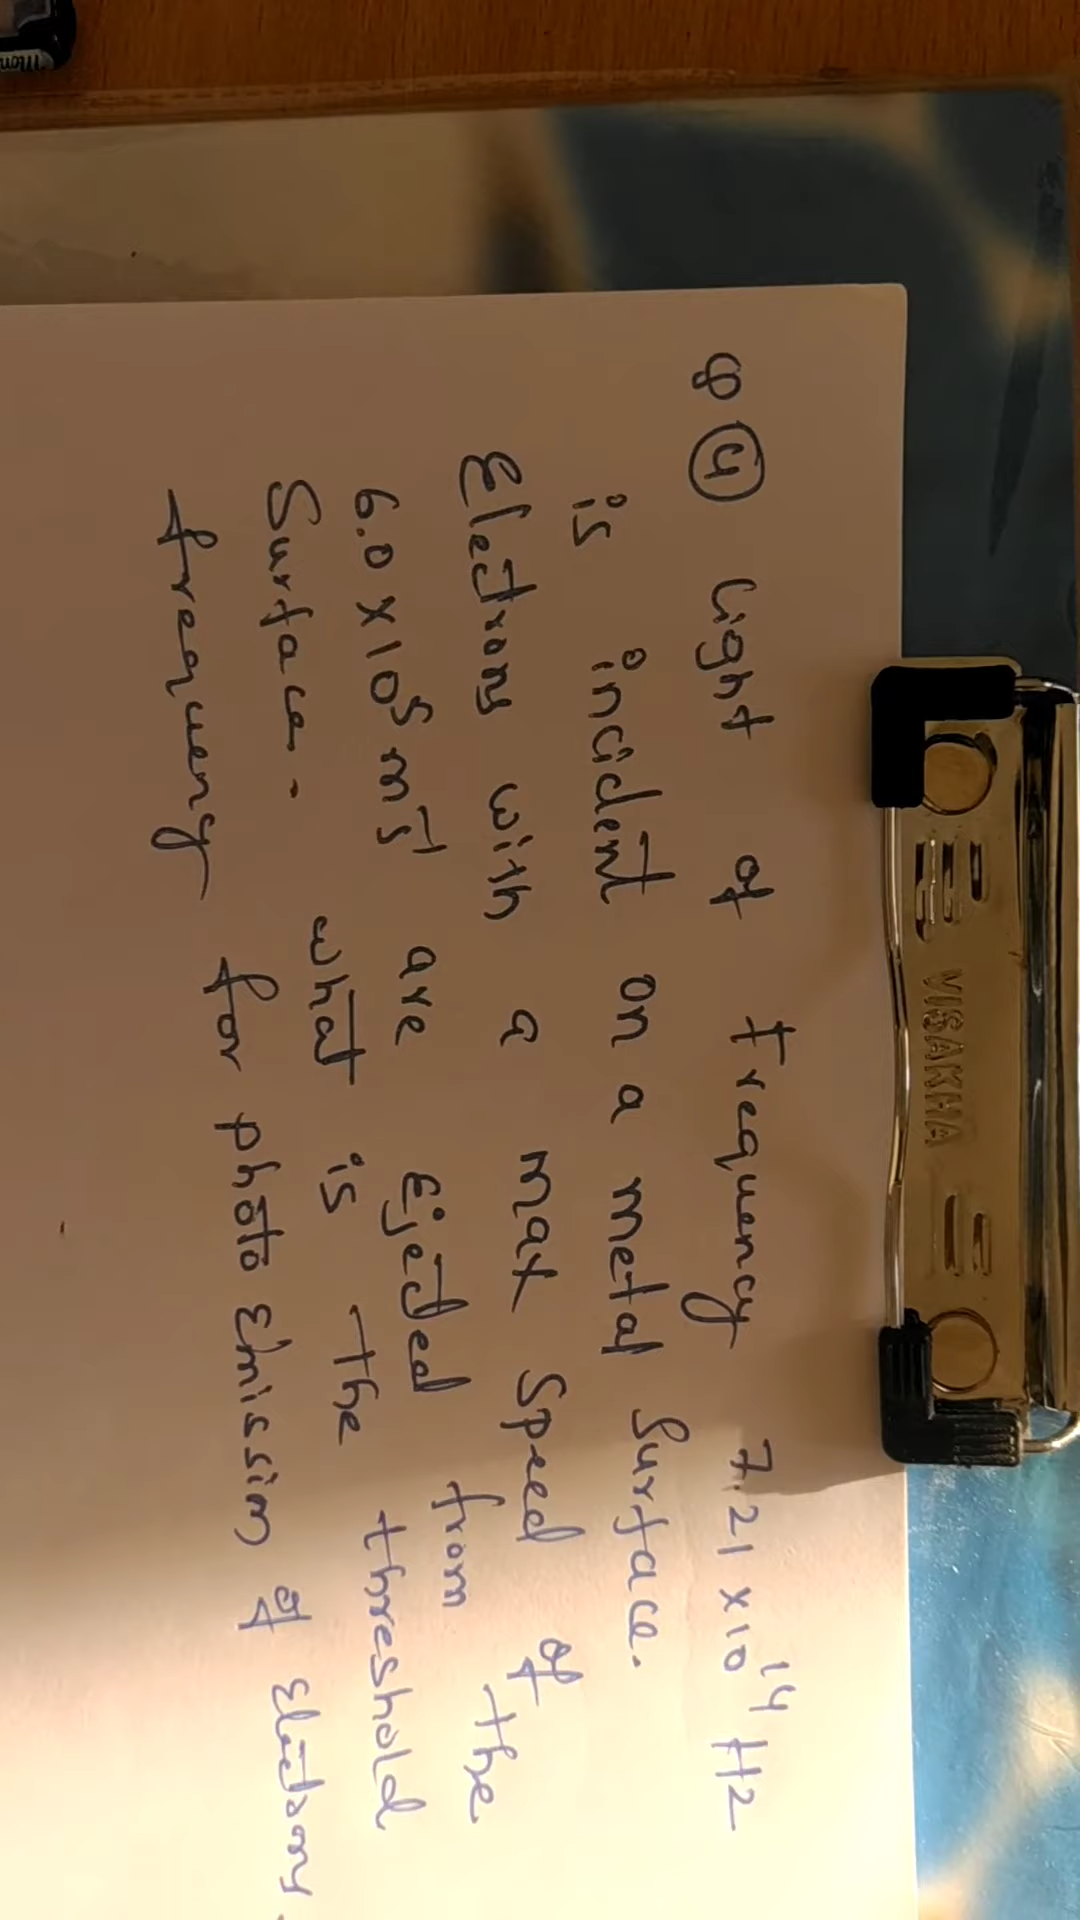 Q ④ Light of frequency 7.21 x 10¹⁴ Hz
is incident on a metal surface.
Electrons with a max speed of
6.0 x 10⁵ ms⁻¹ are Ejected from the
Surface. what is the threshold
frequency for photo Emission of Electrons.
VISAKHA